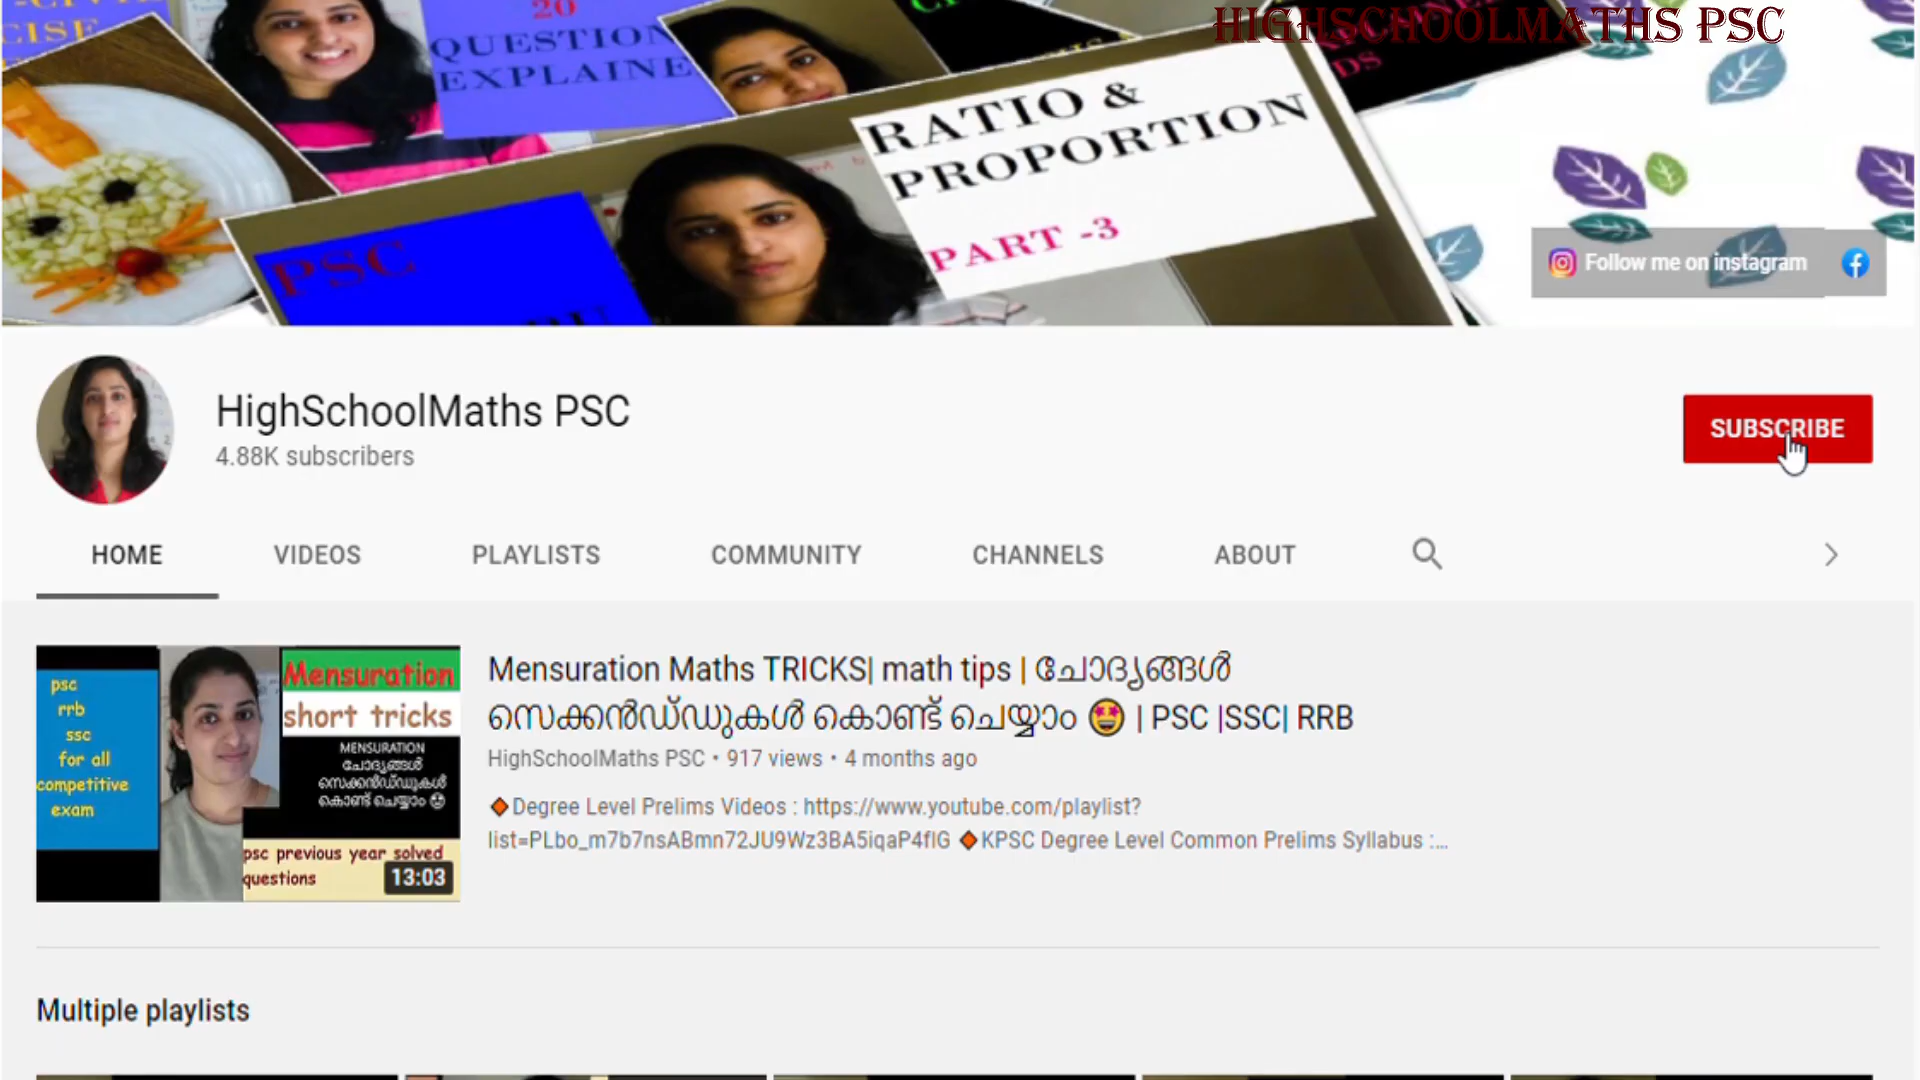 -CIVIL
CISE
20
QUESTION
EXPLAINE
HIGHSCHOOLMATHS PSC
RATIO &
PROPORTION
PART -3
PSC
Follow me on instagram
HighSchoolMaths PSC
4.88K subscribers
SUBSCRIBE
HOME VIDEOS PLAYLISTS COMMUNITY CHANNELS ABOUT
Mensuration
short tricks
psc
rrb
ssc
for all
competitive
exam
MENSURATION
ചോദ്യങ്ങൾ
സെക്കൻഡ്ഡുകൾ
കൊണ്ട് ചെയ്യാം 🤩
psc previous year solved
questions
13:03
Mensuration Maths TRICKS| math tips | ചോദ്യങ്ങൾ
സെക്കൻഡ്ഡുകൾ കൊണ്ട് ചെയ്യാം 🤩 | PSC |SSC| RRB
HighSchoolMaths PSC • 917 views • 4 months ago
🔶Degree Level Prelims Videos : https://www.youtube.com/playlist?
list=PLbo_m7b7nsABmn72JU9Wz3BA5iqaP4flG 🔶KPSC Degree Level Common Prelims Syllabus :...
Multiple playlists